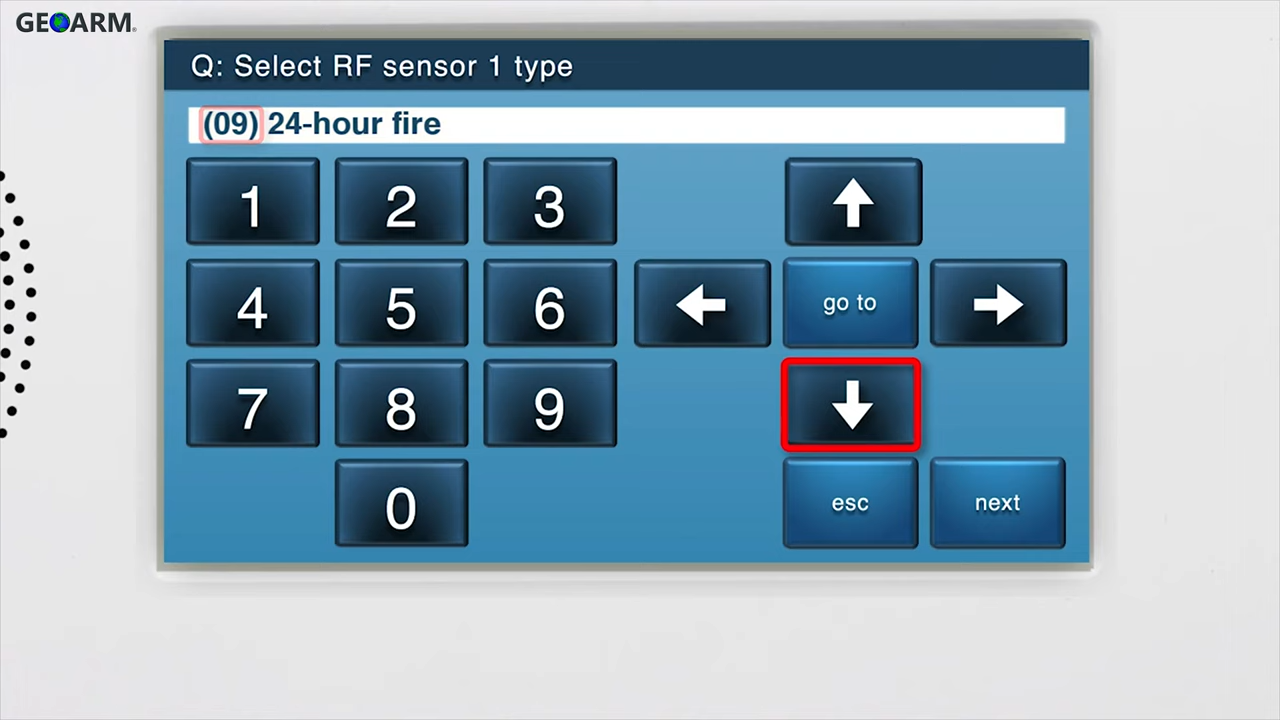 GEOARM®
Q: Select RF sensor 1 type
(09) 24-hour fire
1 2 3
4 5 6 go to
7 8 9
0 esc next